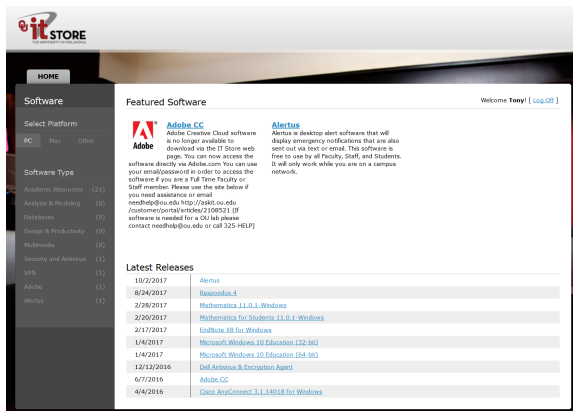 it STORE
THE UNIVERSITY OF OKLAHOMA
HOME
Software
Select Platform
PC Mac Other
Software Type
Academic Resources (21)
Analysis & Modeling (0)
Databases (0)
Design & Productivity (0)
Multimedia (0)
Security and Antivirus (1)
VPN (1)
Adobe (1)
Alertus (1)
Featured Software
Welcome Tony! [ Log Off ]
Adobe
Adobe CC
Adobe Creative Cloud software
is no longer available to
download via the IT Store web
page. You can now access the
software directly via Adobe.com You can use
your email/password in order to access the
software if you are a Full Time Faculty or
Staff member. Please use the site below if
you need assistance or email
needhelp@ou.edu http://askit.ou.edu
/customer/portal/articles/2108521 (If
software is needed for a OU lab please
contact needhelp@ou.edu or call 325-HELP)
Alertus
Alertus is desktop alert software that will
display emergency notifications that are also
sent out via text or email. This software is
free to use by all Faculty, Staff, and Students.
It will only work while you are on a campus
network.
Latest Releases
10/2/2017 Alertus
8/24/2017 Respondus 4
2/28/2017 Mathematica 11.0.1-Windows
2/20/2017 Mathematica for Students 11.0.1-Windows
2/17/2017 EndNote X8 for Windows
1/4/2017 Microsoft Windows 10 Education (32-bit)
1/4/2017 Microsoft Windows 10 Education (64-bit)
12/12/2016 Dell Antivirus & Encryption Agent
6/7/2016 Adobe CC
4/4/2016 Cisco AnyConnect 3.1.14018 for Windows